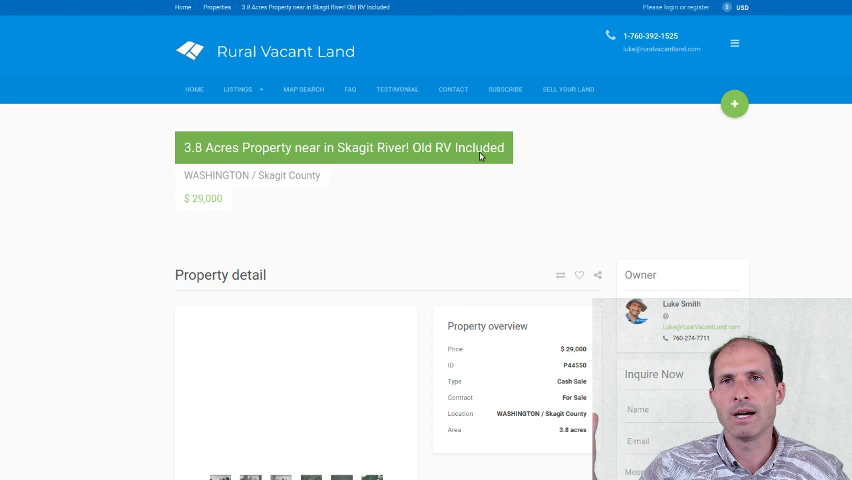 Home Properties 3.8 Acres Property near in Skagit River! Old RV Included Please login or register $ USD
Rural Vacant Land
1-760-392-1525
luke@ruralvacantland.com
HOME LISTINGS MAP SEARCH FAQ TESTIMONIAL CONTACT SUBSCRIBE SELL YOUR LAND
3.8 Acres Property near in Skagit River! Old RV Included
WASHINGTON / Skagit County
$ 29,000
Property detail
Owner
Luke Smith
@
Luke@RuralVacantLand.com
760-274-7711
Property overview
Price $ 29,000
ID P44550
Type Cash Sale
Contract For Sale
Location WASHINGTON / Skagit County
Area 3.8 acres
Inquire Now
Name
E-mail